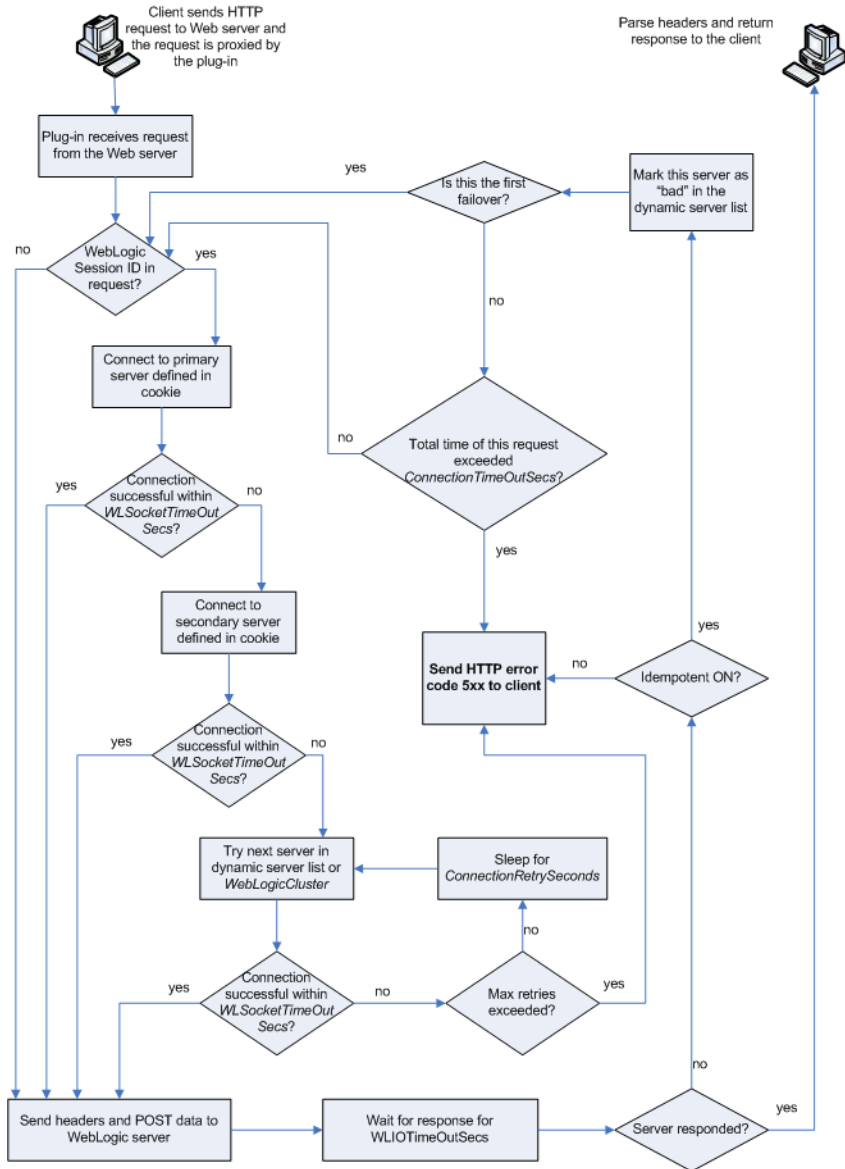 Client sends HTTP
request to Web server and
the request is proxied by
the plug-in
Parse headers and return
response to the client
Plug-in receives request
from the Web server
yes
Is this the first
failover?
Mark this server as
“bad” in the
dynamic server list
no
WebLogic
Session ID in
request?
yes
no
Connect to primary
server defined in
cookie
no
Total time of this request
exceeded
ConnectionTimeOutSecs?
yes
Connection
successful within
WLSocketTimeOut
Secs?
no
yes
Connect to
secondary server
defined in cookie
yes
Send HTTP error
code 5xx to client
no
Idempotent ON?
yes
Connection
successful within
WLSocketTimeOut
Secs?
no
Try next server in
dynamic server list or
WebLogicCluster
Sleep for
ConnectionRetrySeconds
no
yes
Connection
successful within
WLSocketTimeOut
Secs?
no
Max retries
exceeded?
yes
no
Send headers and POST data to
WebLogic server
Wait for response for
WLIOTimeOutSecs
Server responded?
yes